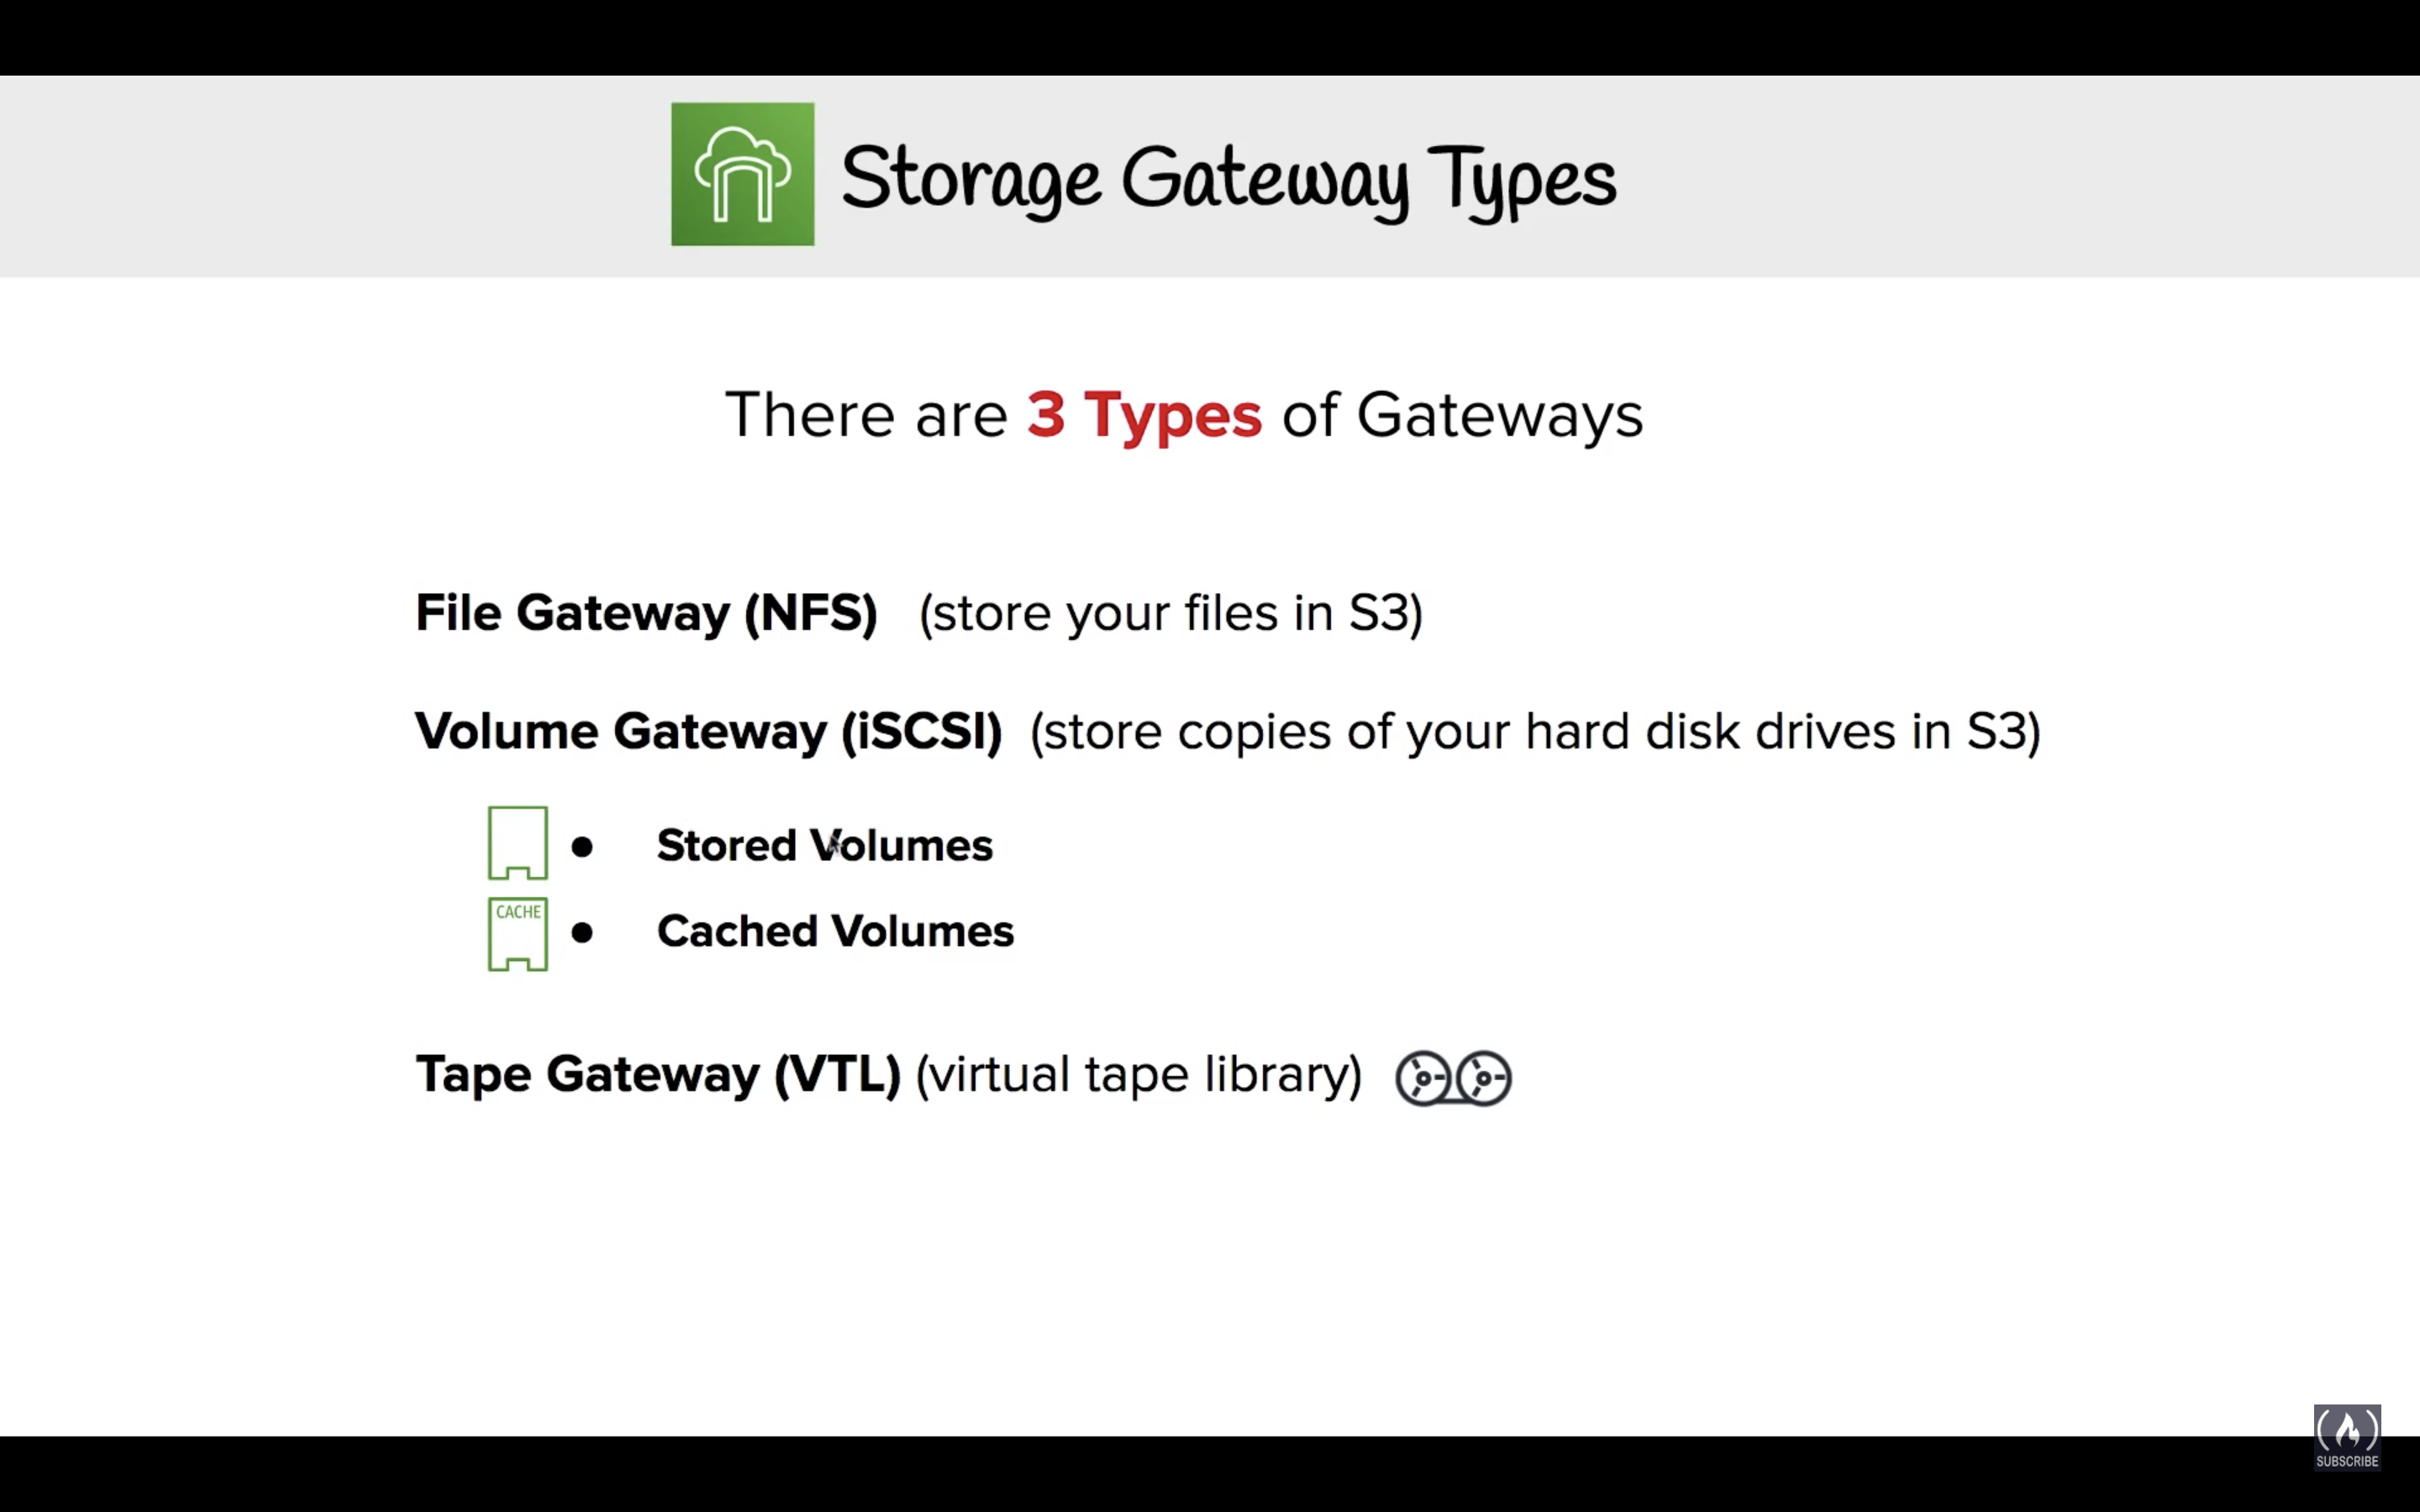 Storage Gateway Types
There are 3 Types of Gateways
File Gateway (NFS) (store your files in S3)
Volume Gateway (iSCSI) (store copies of your hard disk drives in S3)
• Stored Volumes
CACHE
• Cached Volumes
Tape Gateway (VTL) (virtual tape library)
SUBSCRIBE